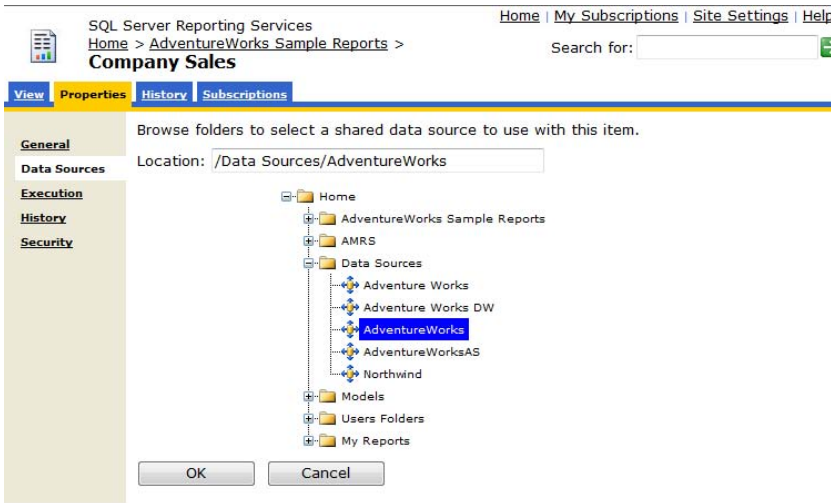 Home | My Subscriptions | Site Settings | Help
SQL Server Reporting Services
Home > AdventureWorks Sample Reports >
Search for:
Company Sales
View Properties History Subscriptions
Browse folders to select a shared data source to use with this item.
General
Location: /Data Sources/AdventureWorks
Data Sources
Execution
History
Security
Home
AdventureWorks Sample Reports
AMRS
Data Sources
Adventure Works
Adventure Works DW
AdventureWorks
AdventureWorksAS
Northwind
Models
Users Folders
My Reports
OK Cancel